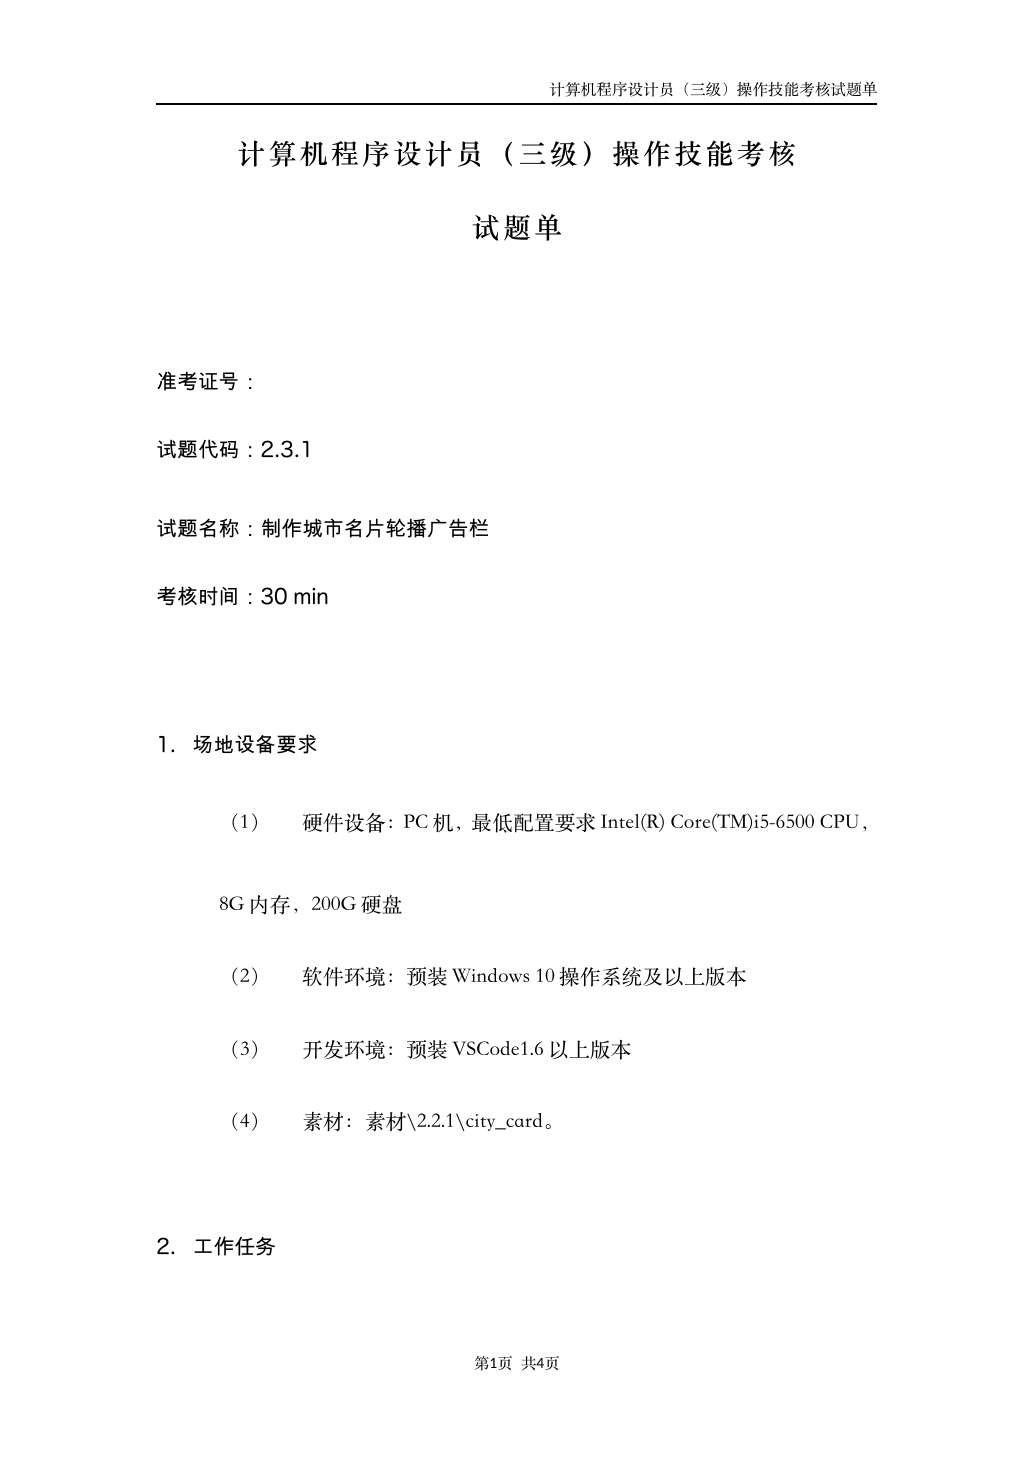 计算机程序设计员（三级）操作技能考核试题单
计算机程序设计员（三级）操作技能考核
试题单
准考证号：
试题代码：2.3.1
试题名称：制作城市名片轮播广告栏
考核时间：30 min
1. 场地设备要求
（1） 硬件设备：PC 机，最低配置要求 Intel(R) Core(TM)i5-6500 CPU，
8G 内存，200G 硬盘
（2） 软件环境：预装 Windows 10 操作系统及以上版本
（3） 开发环境：预装 VSCode1.6 以上版本
（4） 素材：素材\2.2.1\city_card。
2. 工作任务
第1页 共4页